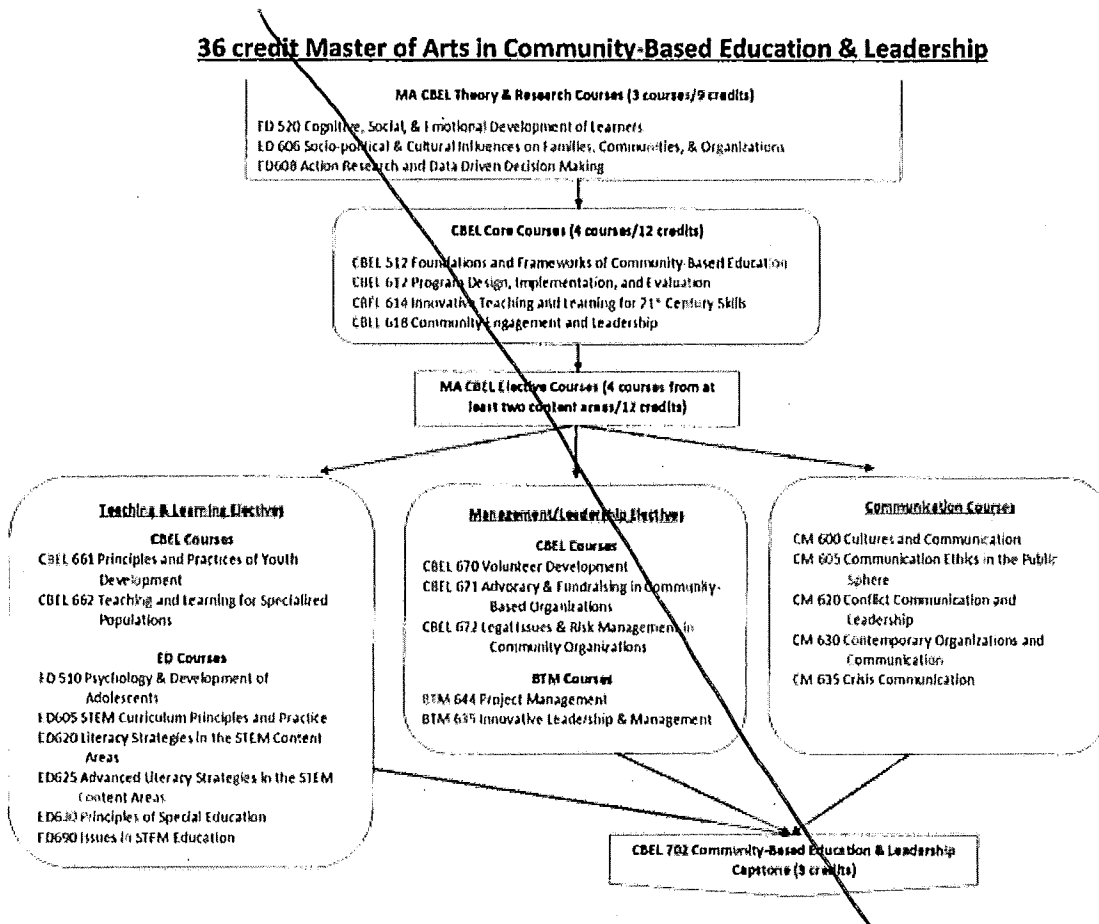 36 credit Master of Arts in Community-Based Education & Leadership
MA CBEL Theory & Research Courses (3 courses/9 credits)
ED 520 Cognitive, Social, & Emotional Development of Learners
ED 606 Socio-political & Cultural Influences on Families, Communities, & Organizations
ED608 Action Research and Data Driven Decision Making
CBEL Core Courses (4 courses/12 credits)
CBEL 512 Foundations and Frameworks of Community-Based Education
CBEL 612 Program Design, Implementation, and Evaluation
CBEL 614 Innovative Teaching and Learning for 21st Century Skills
CBEL 618 Community Engagement and Leadership
MA CBEL Elective Courses (4 courses from at
least two content areas/12 credits)
Teaching & Learning Electives
CBEL Courses
CBEL 661 Principles and Practices of Youth
Development
CBEL 662 Teaching and Learning for Specialized
Populations
ED Courses
ED 510 Psychology & Development of
Adolescents
ED605 STEM Curriculum Principles and Practice
ED620 Literacy Strategies in the STEM Content
Areas
ED625 Advanced Literacy Strategies in the STEM
Content Areas
ED630 Principles of Special Education
ED690 Issues in STEM Education
Management/Leadership Electives
CBEL Courses
CBEL 670 Volunteer Development
CBEL 671 Advocacy & Fundraising in Community-
Based Organizations
CBEL 672 Legal Issues & Risk Management in
Community Organizations
BTM Courses
BTM 644 Project Management
BTM 635 Innovative Leadership & Management
Communication Courses
CM 600 Cultures and Communication
CM 605 Communication Ethics in the Public
Sphere
CM 620 Conflict Communication and
Leadership
CM 630 Contemporary Organizations and
Communication
CM 635 Crisis Communication
CBEL 702 Community-Based Education & Leadership
Capstone (3 credits)